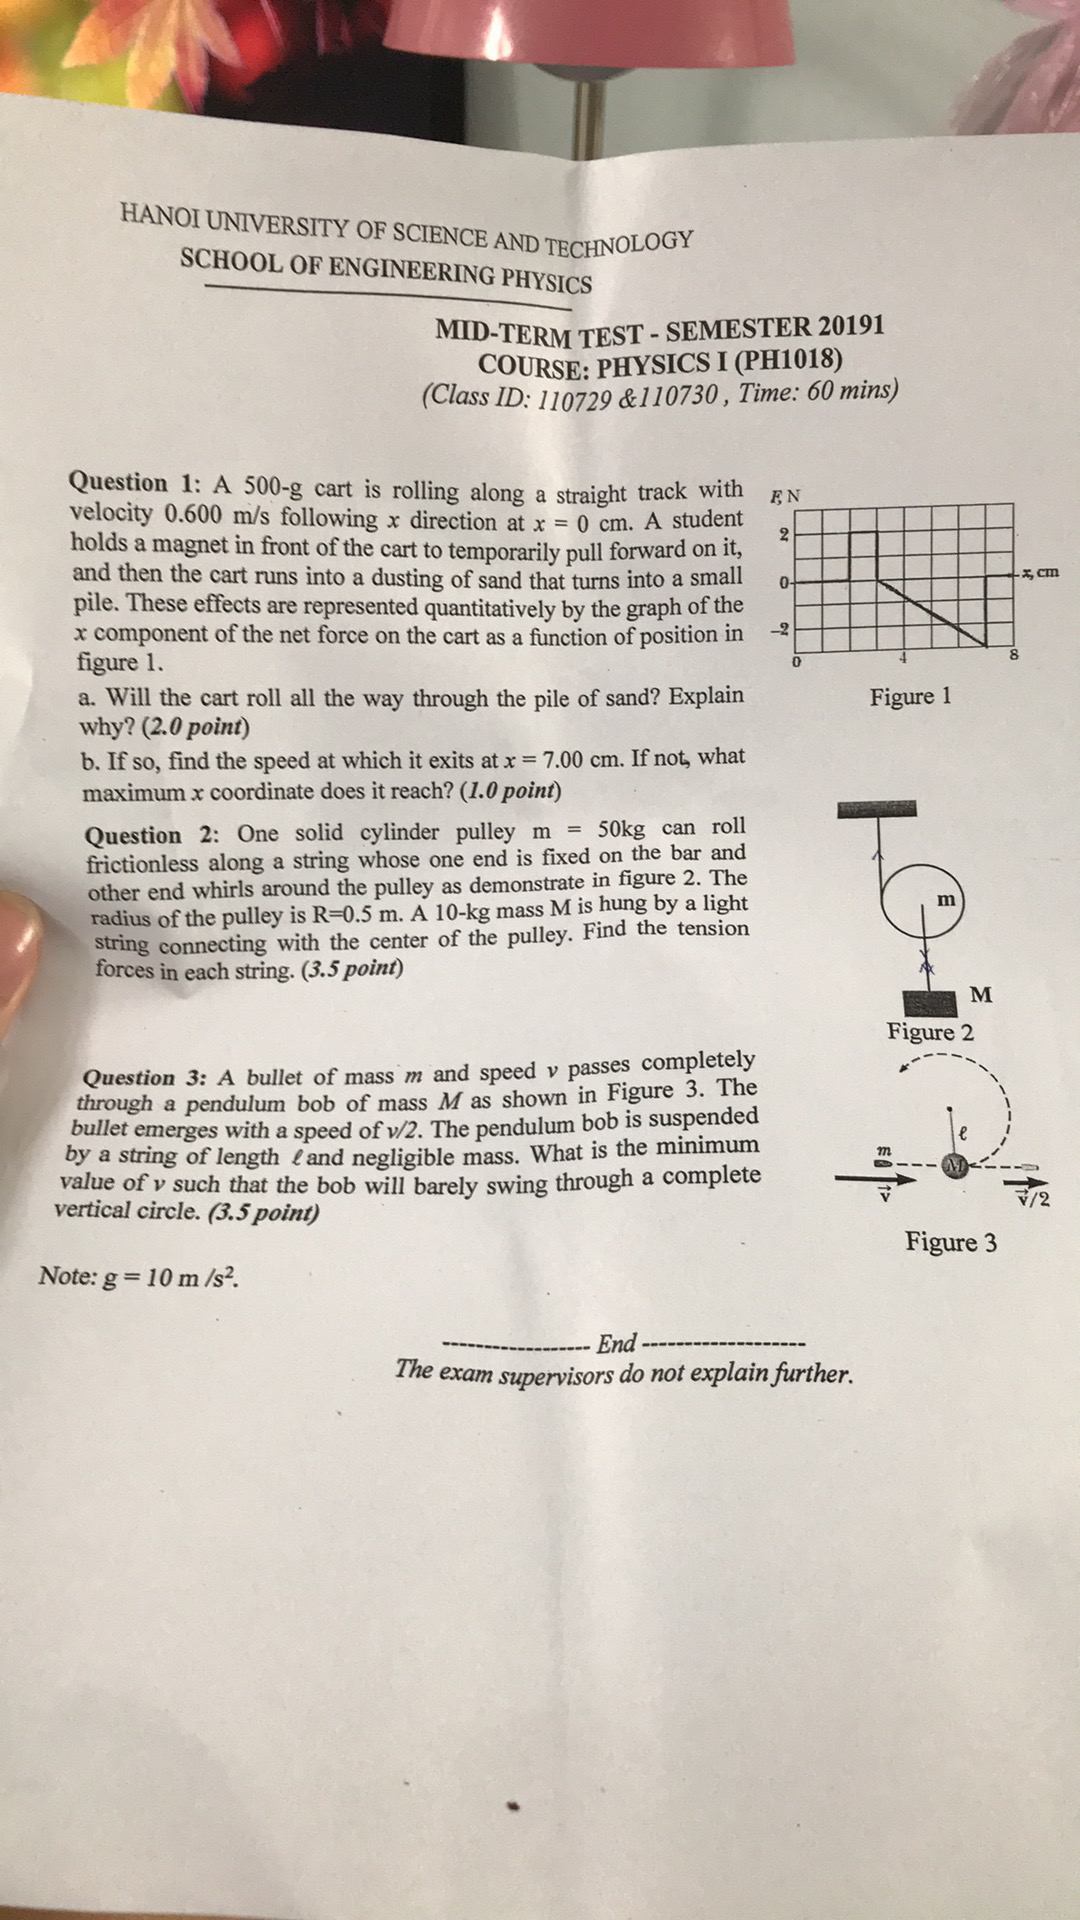 HANOI UNIVERSITY OF SCIENCE AND TECHNOLOGY
SCHOOL OF ENGINEERING PHYSICS
MID-TERM TEST - SEMESTER 20191
COURSE: PHYSICS I (PH1018)
(Class ID: 110729 &110730 , Time: 60 mins)
Question 1: A 500-g cart is rolling along a straight track with
velocity 0.600 m/s following x direction at x = 0 cm. A student
holds a magnet in front of the cart to temporarily pull forward on it,
and then the cart runs into a dusting of sand that turns into a small
pile. These effects are represented quantitatively by the graph of the
x component of the net force on the cart as a function of position in
figure 1.
a. Will the cart roll all the way through the pile of sand? Explain
why? (2.0 point)
b. If so, find the speed at which it exits at x = 7.00 cm. If not, what
maximum x coordinate does it reach? (1.0 point)
F, N
2
0
x, cm
-2
0
4
8
Figure 1
Question 2: One solid cylinder pulley m = 50kg can roll
frictionless along a string whose one end is fixed on the bar and
other end whirls around the pulley as demonstrate in figure 2. The
radius of the pulley is R=0.5 m. A 10-kg mass M is hung by a light
string connecting with the center of the pulley. Find the tension
forces in each string. (3.5 point)
m
M
Figure 2
Question 3: A bullet of mass m and speed v passes completely
through a pendulum bob of mass M as shown in Figure 3. The
bullet emerges with a speed of v/2. The pendulum bob is suspended
by a string of length ℓ and negligible mass. What is the minimum
value of v such that the bob will barely swing through a complete
vertical circle. (3.5 point)
ℓ
m
M
v⃗
v⃗/2
Figure 3
Note: g = 10 m /s².
----------------- End -------------------
The exam supervisors do not explain further.